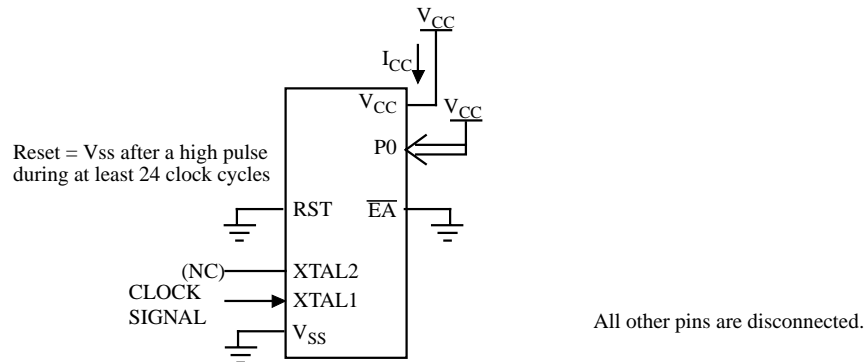 VCC
ICC
VCC
VCC
P0
Reset = Vss after a high pulse
during at least 24 clock cycles
RST
EA
(NC)
XTAL2
CLOCK
SIGNAL
XTAL1
VSS
All other pins are disconnected.